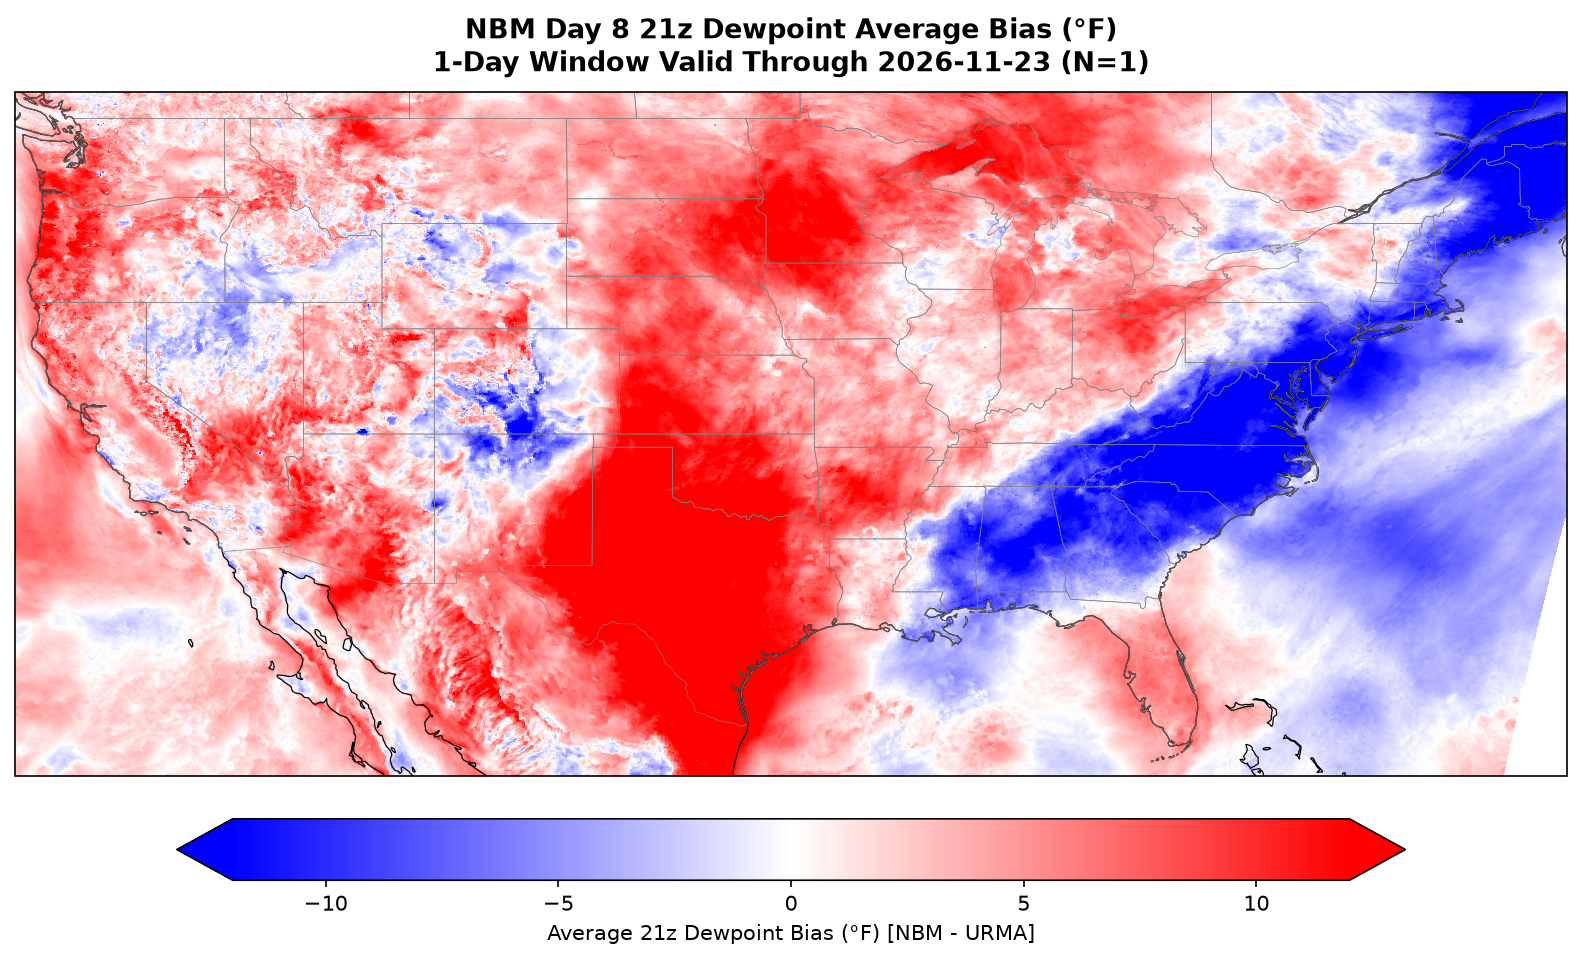 NBM Day 8 21z Dewpoint Average Bias (°F)
1-Day Window Valid Through 2026-11-23 (N=1)
−10 −5 0 5 10
Average 21z Dewpoint Bias (°F) [NBM - URMA]